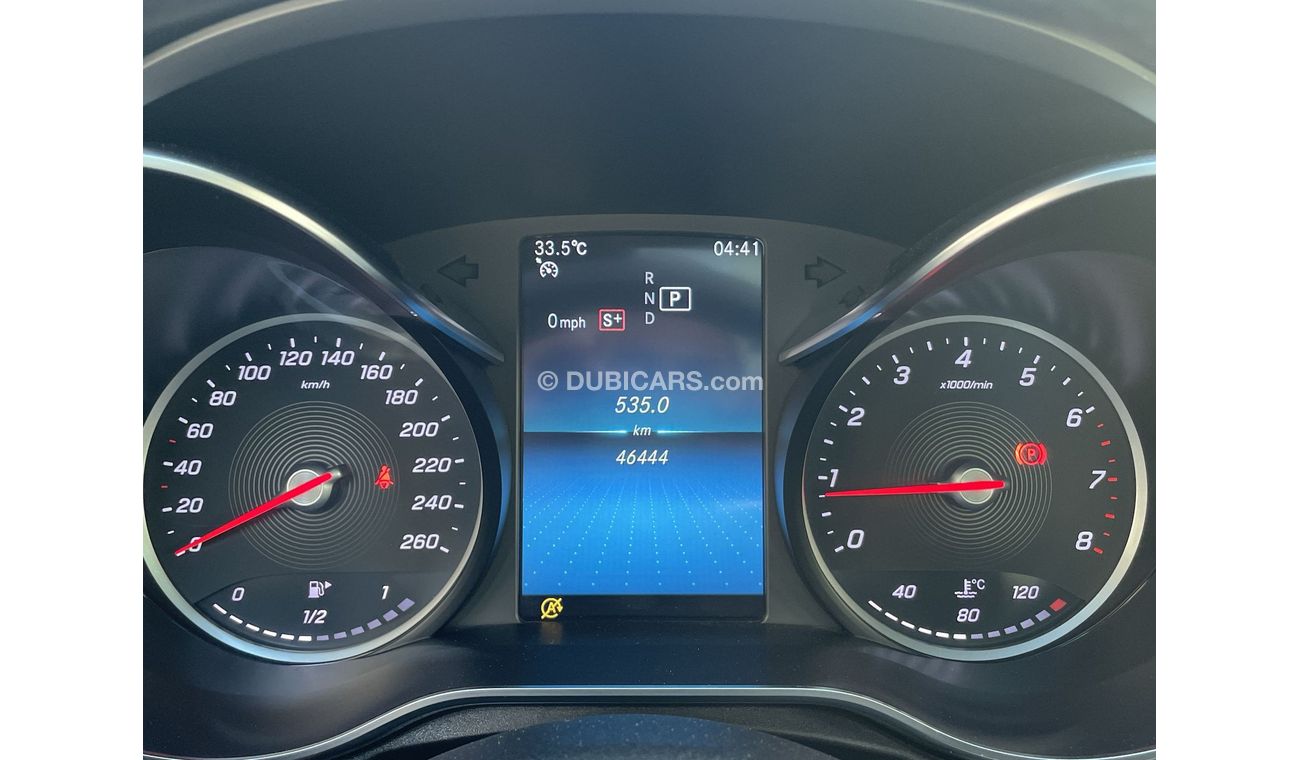 33.5°C 04:41
R
N P
D
0 mph S+
© DUBICARS.com
535.0
km
46444
0 20 40 60 80 100 120 140 160 180 200 220 240 260
km/h
0 1/2 1
0 1 2 3 4 5 6 7 8
x1000/min
P
40 80 120
°C
A